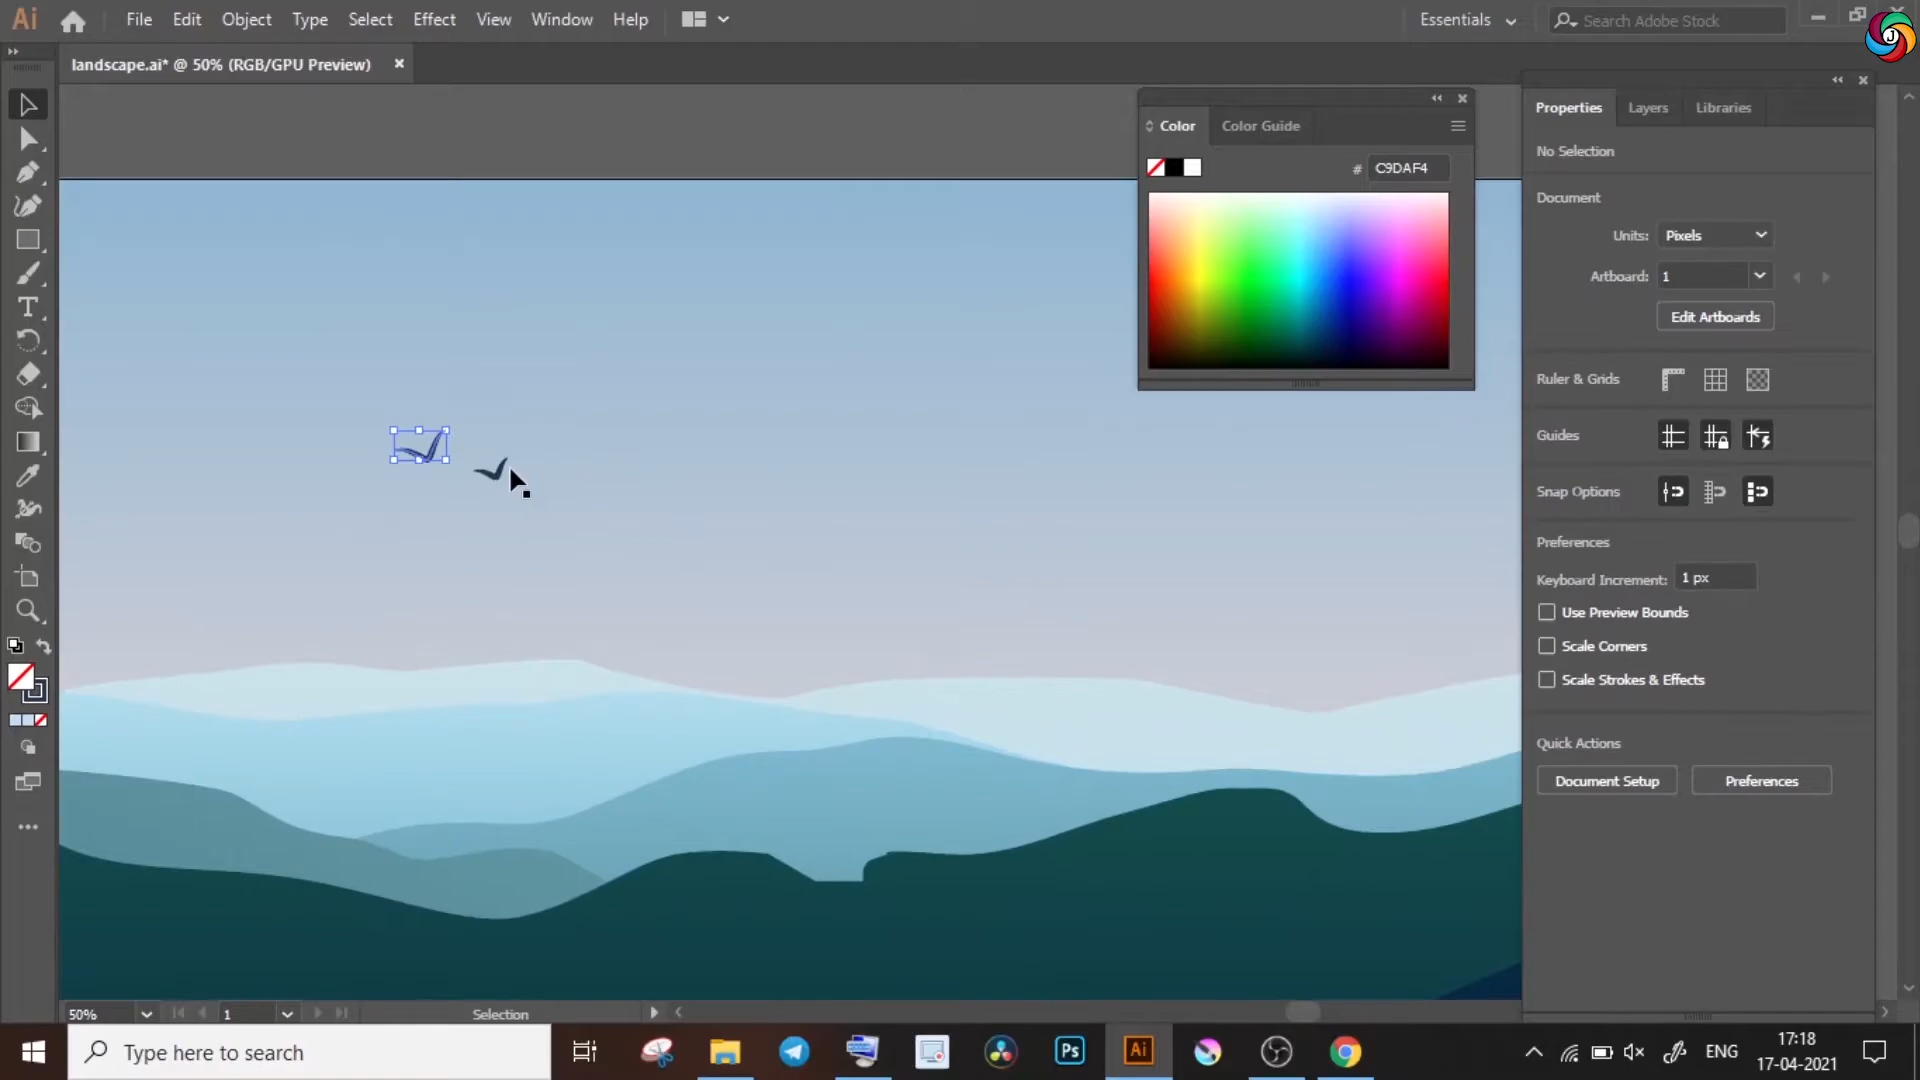 Ai File Edit Object Type Select Effect View Window Help Essentials Search Adobe Stock
J
landscape.ai* @ 50% (RGB/GPU Preview)
Color Color Guide
# C9DAF4
Properties Layers Libraries
No Selection
Document
Units: Pixels
Artboard: 1
Edit Artboards
Ruler & Grids
Guides
Snap Options
Preferences
Keyboard Increment: 1 px
Use Preview Bounds
Scale Corners
Scale Strokes & Effects
Quick Actions
Document Setup Preferences
T
50% 1 Selection
Type here to search
Ps
Ai
ENG
17:18
17-04-2021